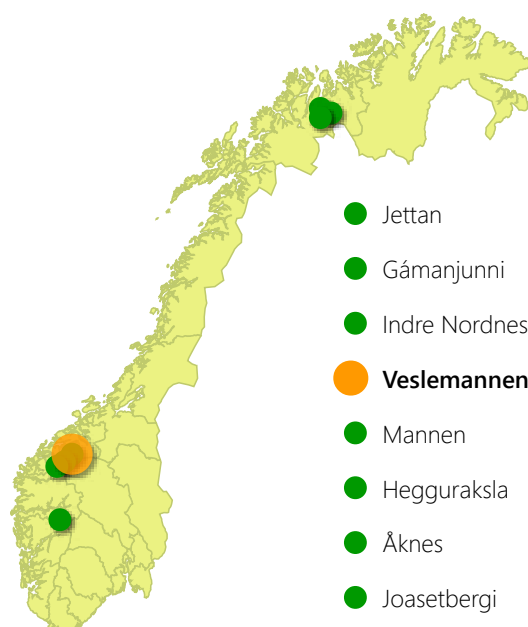 Jettan
Gámanjunni
Indre Nordnes
Veslemannen
Mannen
Hegguraksla
Åknes
Joasetbergi